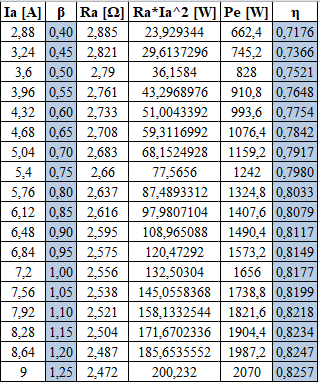 Ia [A] β Ra [Ω] Ra*Ia^2 [W] Pe [W] η
2,88 0,40 2,885 23,929344 662,4 0,7176
3,24 0,45 2,821 29,6137296 745,2 0,7366
3,6 0,50 2,79 36,1584 828 0,7521
3,96 0,55 2,761 43,2968976 910,8 0,7648
4,32 0,60 2,733 51,0043392 993,6 0,7754
4,68 0,65 2,708 59,3116992 1076,4 0,7842
5,04 0,70 2,683 68,1524928 1159,2 0,7917
5,4 0,75 2,66 77,5656 1242 0,7980
5,76 0,80 2,637 87,4893312 1324,8 0,8033
6,12 0,85 2,616 97,9807104 1407,6 0,8079
6,48 0,90 2,595 108,965088 1490,4 0,8117
6,84 0,95 2,575 120,47292 1573,2 0,8149
7,2 1,00 2,556 132,50304 1656 0,8177
7,56 1,05 2,538 145,0558368 1738,8 0,8199
7,92 1,10 2,521 158,1332544 1821,6 0,8218
8,28 1,15 2,504 171,6702336 1904,4 0,8234
8,64 1,20 2,487 185,6535552 1987,2 0,8247
9 1,25 2,472 200,232 2070 0,8257